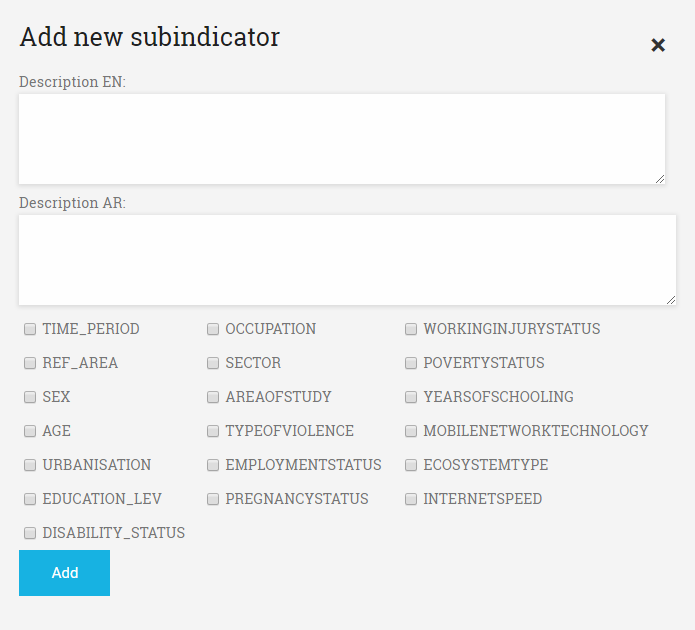 Add new subindicator
Description EN:
Description AR:
TIME_PERIOD OCCUPATION WORKINGINJURYSTATUS
REF_AREA SECTOR POVERTYSTATUS
SEX AREAOFSTUDY YEARSOFSCHOOLING
AGE TYPEOFVIOLENCE MOBILENETWORKTECHNOLOGY
URBANISATION EMPLOYMENTSTATUS ECOSYSTEMTYPE
EDUCATION_LEV PREGNANCYSTATUS INTERNETSPEED
DISABILITY_STATUS
Add